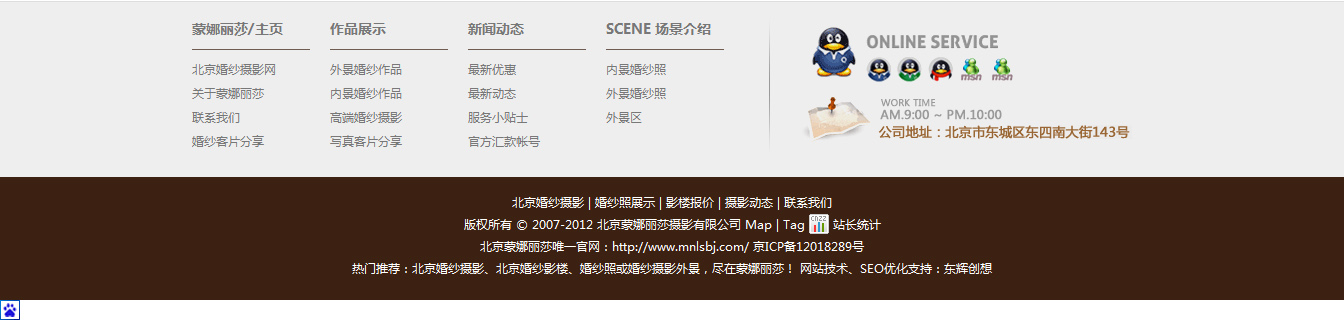 蒙娜丽莎/主页
北京婚纱摄影网
关于蒙娜丽莎
联系我们
婚纱客片分享
作品展示
外景婚纱作品
内景婚纱作品
高端婚纱摄影
写真客片分享
新闻动态
最新优惠
最新动态
服务小贴士
官方汇款帐号
SCENE 场景介绍
内景婚纱照
外景婚纱照
外景区
ONLINE SERVICE
msn msn
WORK TIME
AM.9:00 ~ PM.10:00
公司地址：北京市东城区东四南大街143号
北京婚纱摄影 | 婚纱照展示 | 影楼报价 | 摄影动态 | 联系我们
版权所有 © 2007-2012 北京蒙娜丽莎摄影有限公司 Map | Tag CNZZ 站长统计
北京蒙娜丽莎唯一官网：http://www.mnlsbj.com/ 京ICP备12018289号
热门推荐：北京婚纱摄影、北京婚纱影楼、婚纱照或婚纱摄影外景，尽在蒙娜丽莎！ 网站技术、SEO优化支持：东辉创想